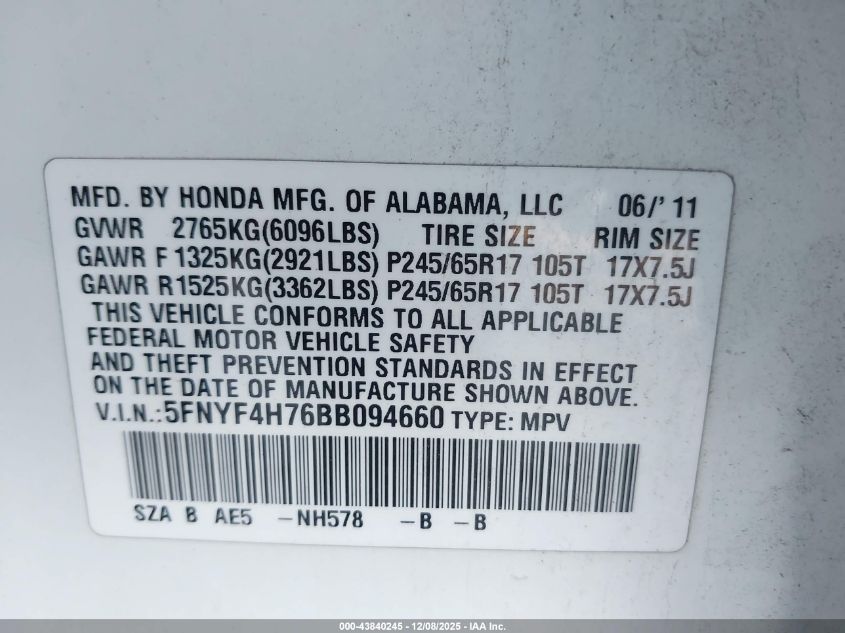 MFD. BY HONDA MFG. OF ALABAMA, LLC 06/' 11
GVWR 2765KG(6096LBS) TIRE SIZE RIM SIZE
GAWR F 1325KG(2921LBS) P245/65R17 105T 17X7.5J
GAWR R 1525KG(3362LBS) P245/65R17 105T 17X7.5J
THIS VEHICLE CONFORMS TO ALL APPLICABLE
FEDERAL MOTOR VEHICLE SAFETY
AND THEFT PREVENTION STANDARDS IN EFFECT
ON THE DATE OF MANUFACTURE SHOWN ABOVE.
V.I.N.:5FNYF4H76BB094660 TYPE: MPV
SZA B AE5 -NH578 -B -B
000-43840245 - 12/08/2025 - IAA Inc.